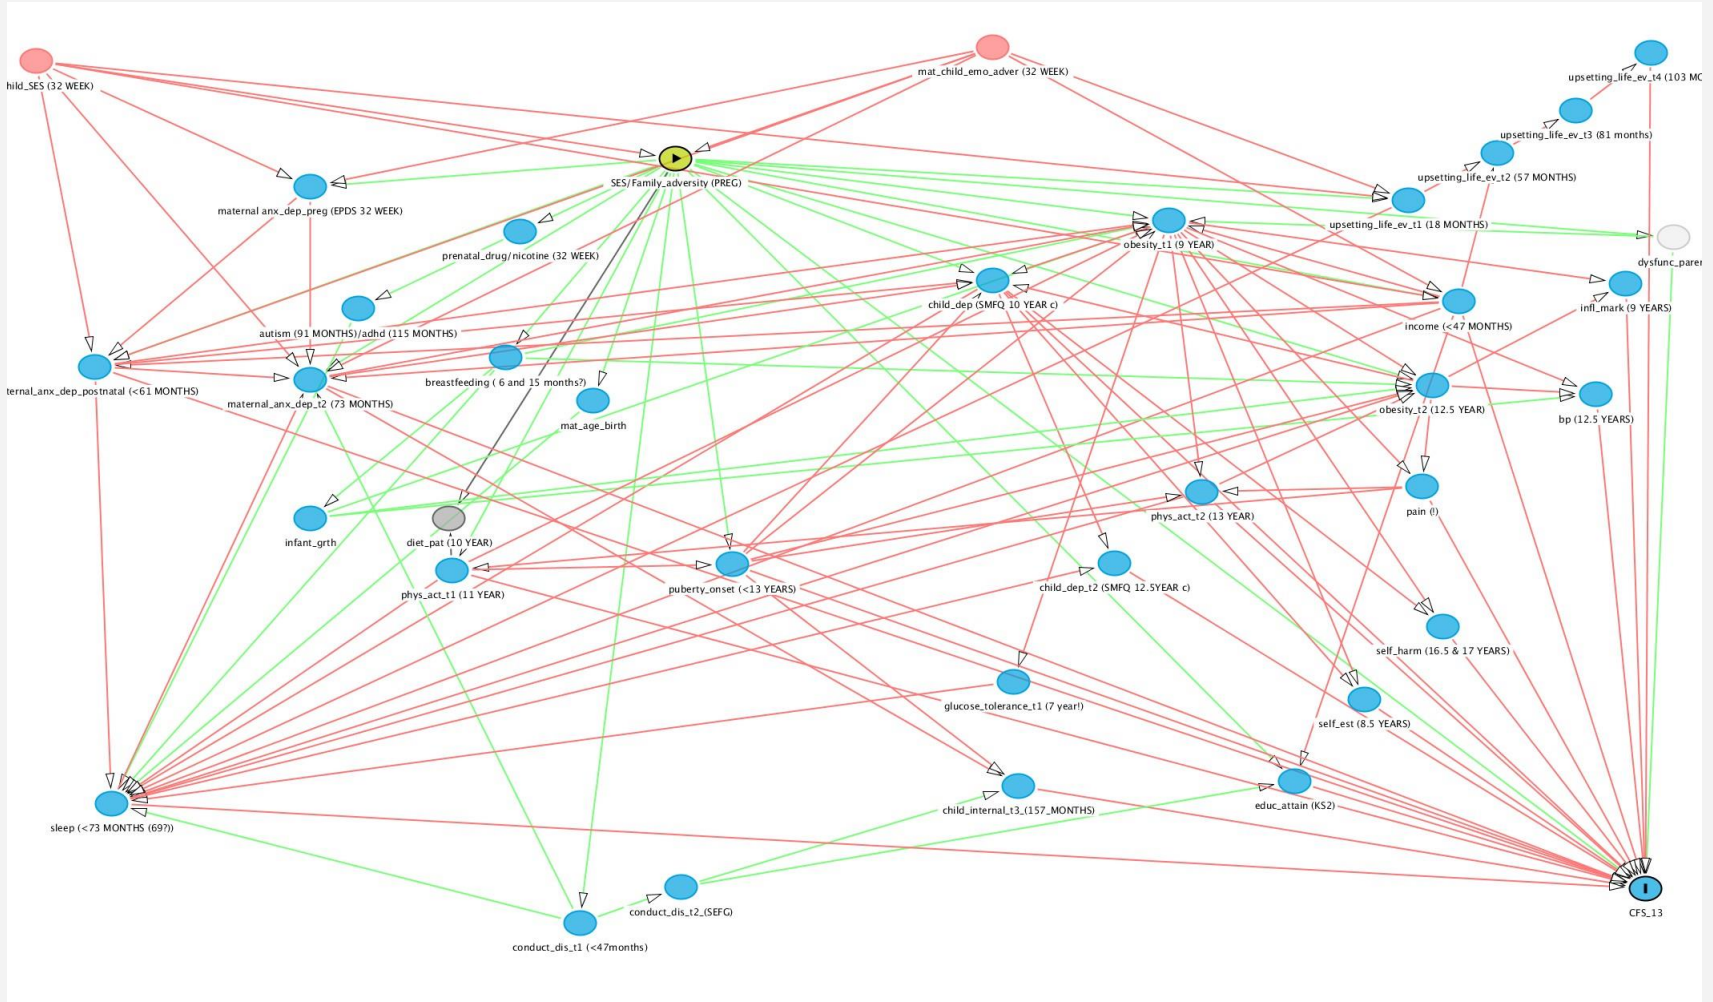 hild_SES (32 WEEK)
mat_child_emo_adver (32 WEEK)
upsetting_life_ev_t4 (103 MO
upsetting_life_ev_t3 (81 months)
upsetting_life_ev_t2 (57 MONTHS)
SES/Family_adversity (PREG)
maternal anx_dep_preg (EPDS 32 WEEK)
upsetting_life_ev_t1 (18 MONTHS)
obesity_t1 (9 YEAR)
prenatal_drug/nicotine (32 WEEK)
dysfunc_parer
child_dep (SMFQ 10 YEAR c)
infl_mark (9 YEARS)
income (<47 MONTHS)
autism (91 MONTHS)/adhd (115 MONTHS)
breastfeeding ( 6 and 15 months?)
ternal_anx_dep_postnatal (<61 MONTHS)
maternal_anx_dep_t2 (73 MONTHS)
obesity_t2 (12.5 YEAR)
bp (12.5 YEARS)
mat_age_birth
pain (!)
phys_act_t2 (13 YEAR)
infant_grth
diet_pat (10 YEAR)
phys_act_t1 (11 YEAR)
puberty_onset (<13 YEARS)
child_dep_t2 (SMFQ 12.5YEAR c)
self_harm (16.5 & 17 YEARS)
glucose_tolerance_t1 (7 year!)
self_est (8.5 YEARS)
educ_attain (KS2)
child_internal_t3_(157_MONTHS)
sleep (<73 MONTHS (69?))
conduct_dis_t2_(SEFG)
CFS_13
conduct_dis_t1 (<47months)